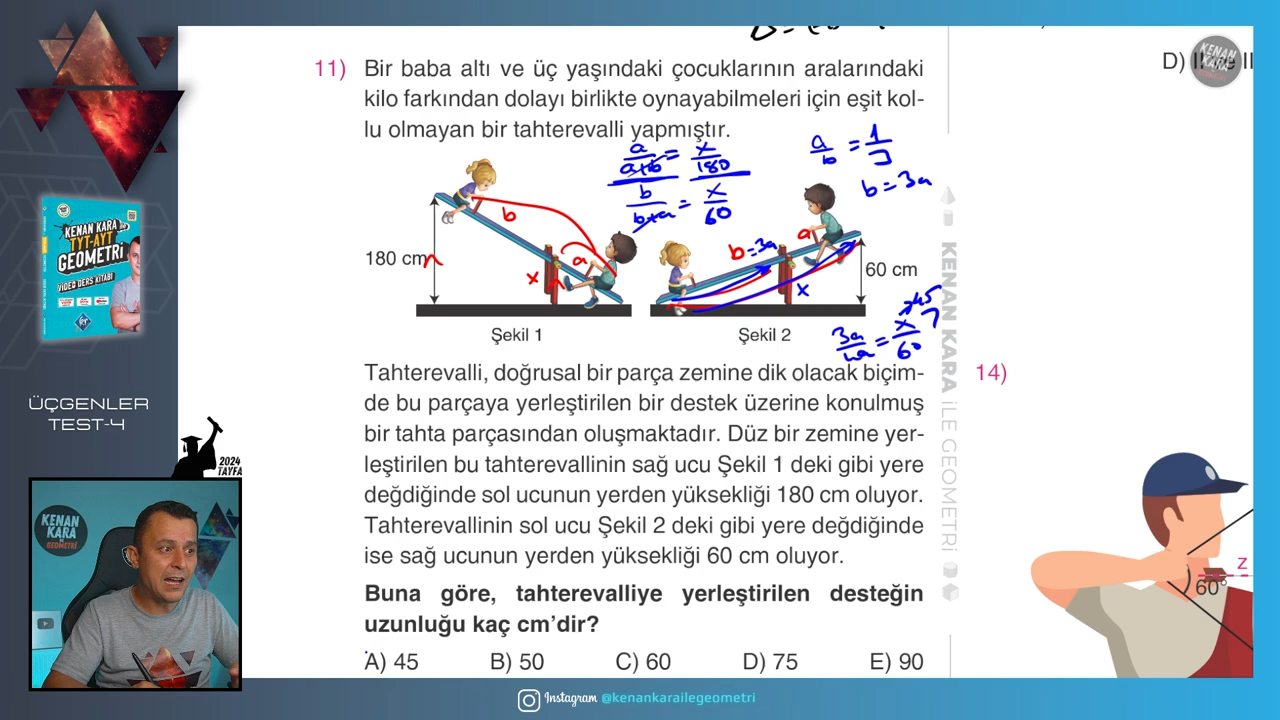 D)
KENAN
KARA
11) Bir baba altı ve üç yaşındaki çocuklarının aralarındaki
kilo farkından dolayı birlikte oynayabilmeleri için eşit kol-
lu olmayan bir tahterevalli yapmıştır.
a/a+b = x/180
b/b+a = x/60
a/b = 1/3
b = 3a
b
a
x
180 cm
Şekil 1
b=3a
a
x
60 cm
Şekil 2
3a/4a = x/60
45
Tahterevalli, doğrusal bir parça zemine dik olacak biçim-
de bu parçaya yerleştirilen bir destek üzerine konulmuş
bir tahta parçasından oluşmaktadır. Düz bir zemine yer-
leştirilen bu tahterevallinin sağ ucu Şekil 1 deki gibi yere
değdiğinde sol ucunun yerden yüksekliği 180 cm oluyor.
Tahterevallinin sol ucu Şekil 2 deki gibi yere değdiğinde
ise sağ ucunun yerden yüksekliği 60 cm oluyor.
Buna göre, tahterevalliye yerleştirilen desteğin
uzunluğu kaç cm'dir?
A) 45 B) 50 C) 60 D) 75 E) 90
KENAN KARA İLE GEOMETRİ
14)
z
60°
KENAN KARA
TYT-AYT
GEOMETRİ
VİDEO DERS KİTABI
ÜÇGENLER
TEST-4
2024
TAYFA
KENAN
KARA
GEOMETRİ
Instagram @kenankarailegeometri